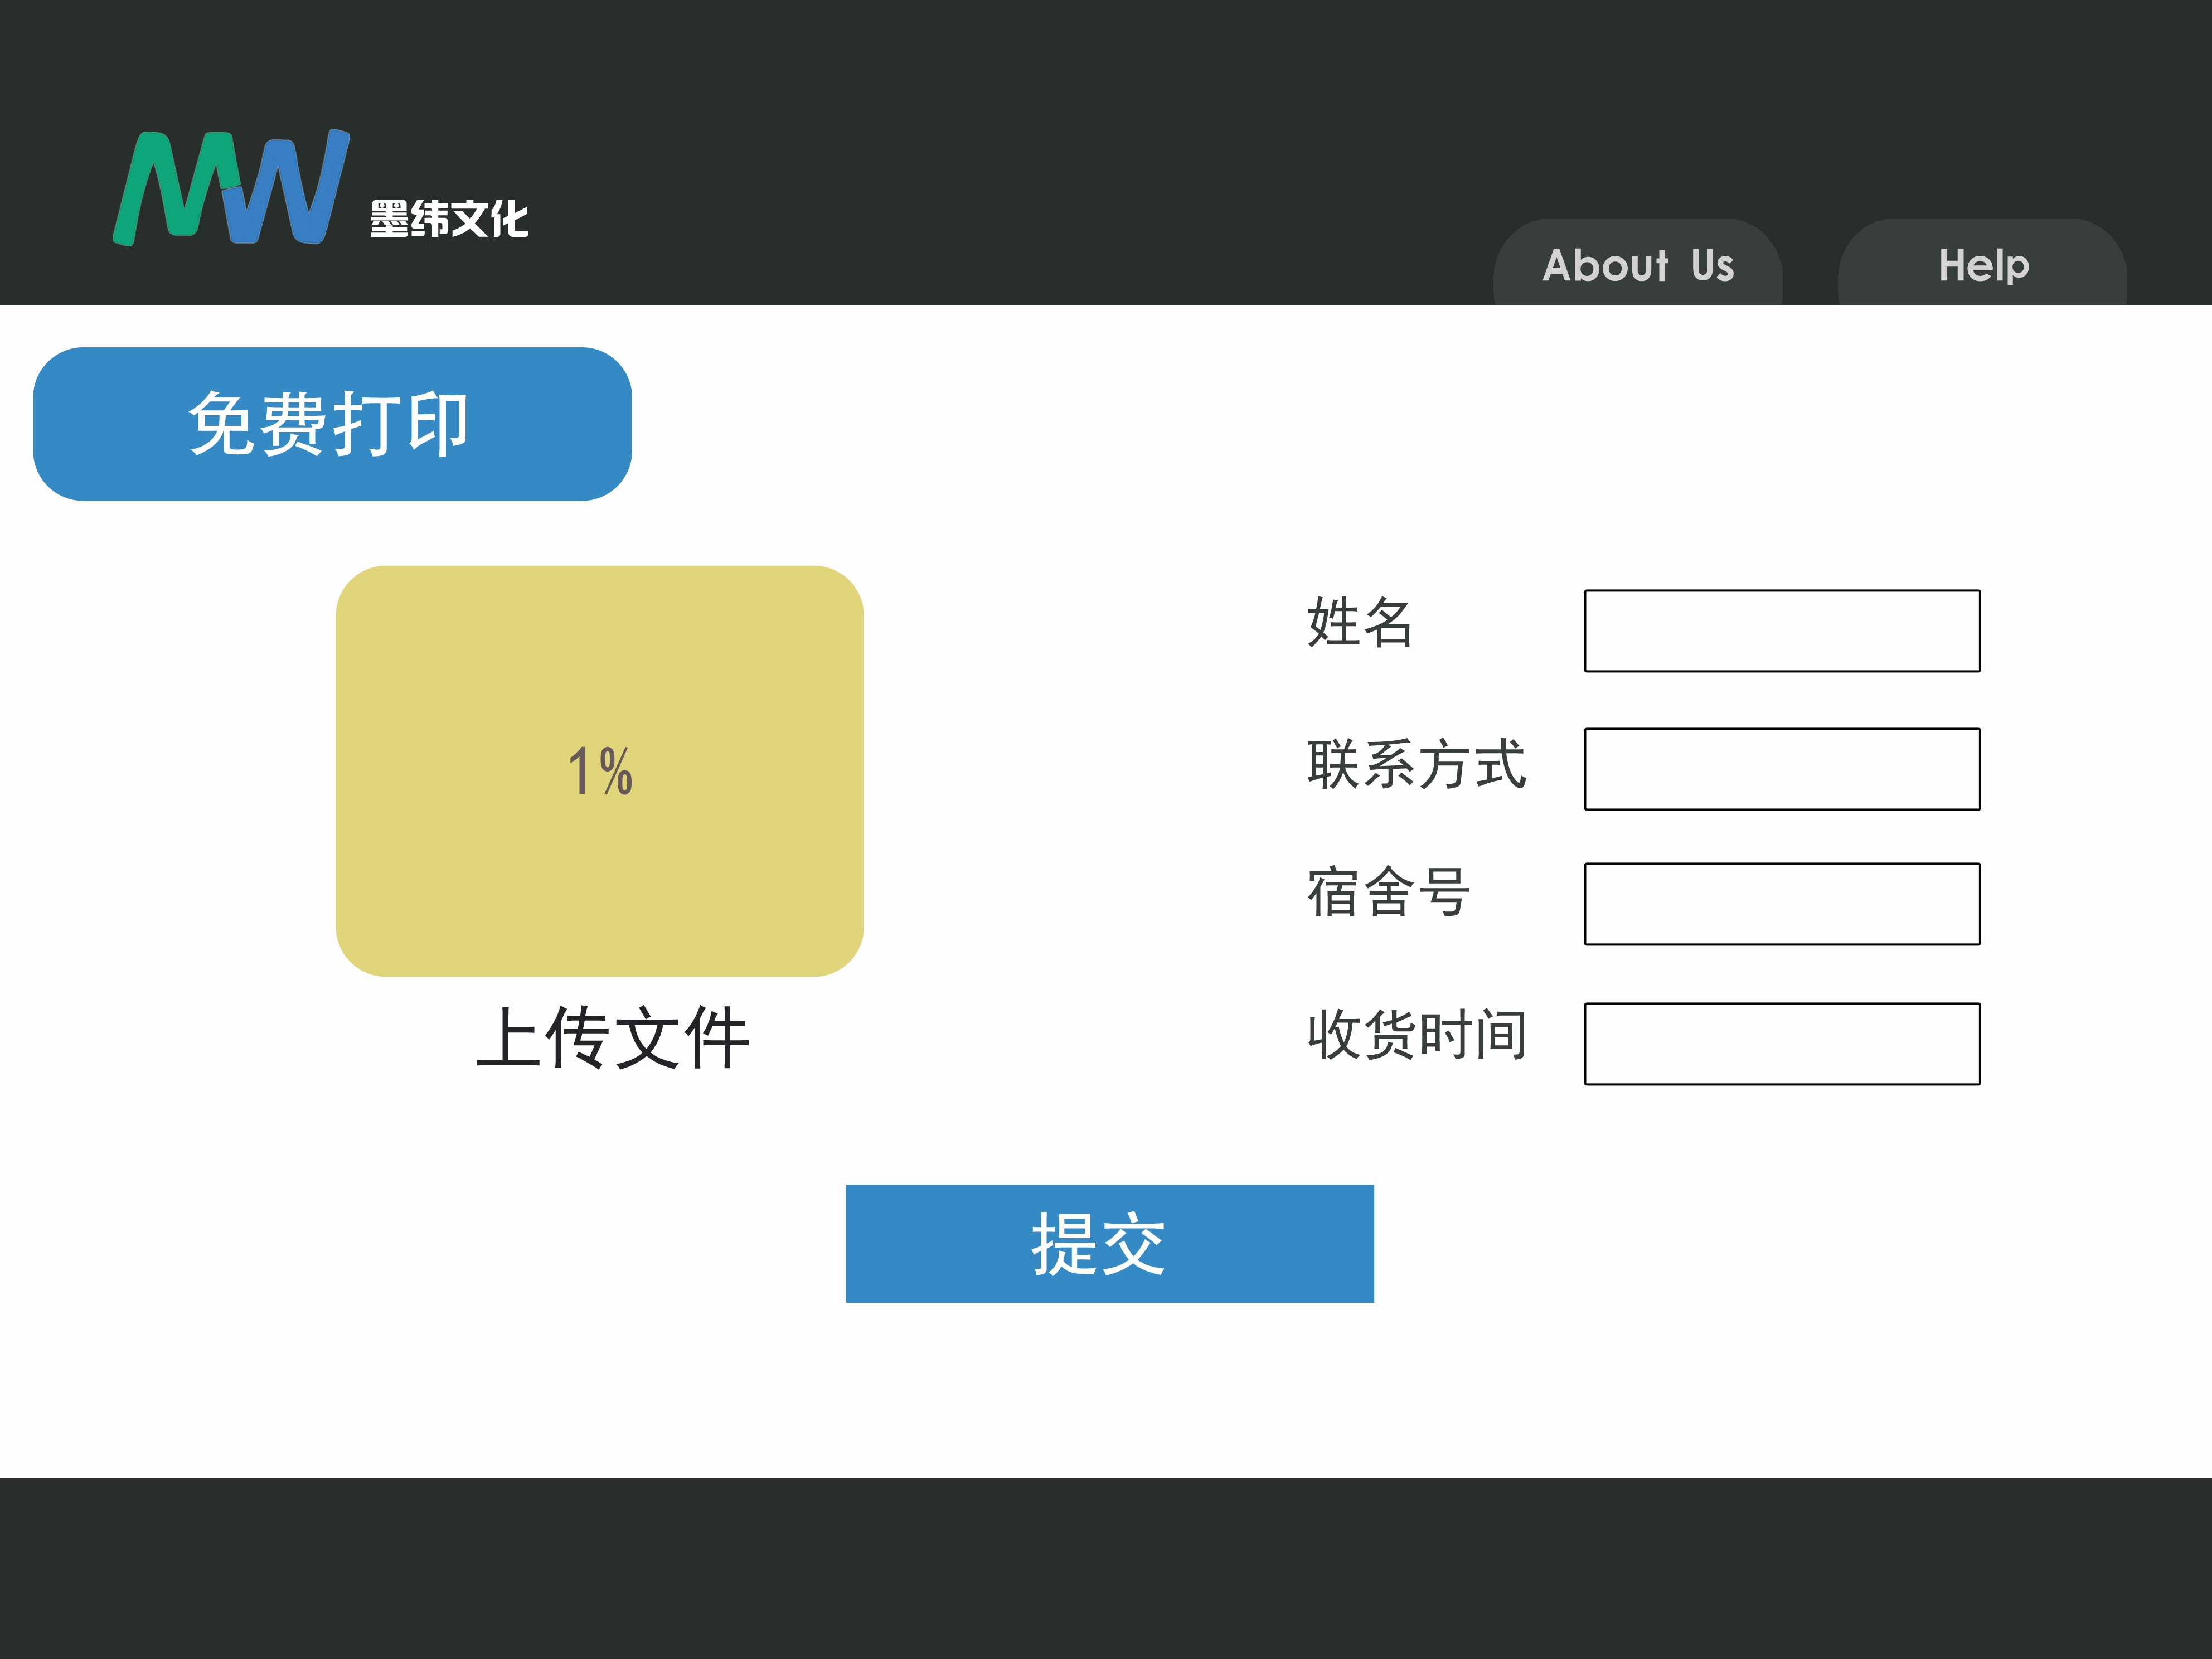 墨纬文化
About Us
Help
免费打印
1%
上传文件
姓名
联系方式
宿舍号
收货时间
提交